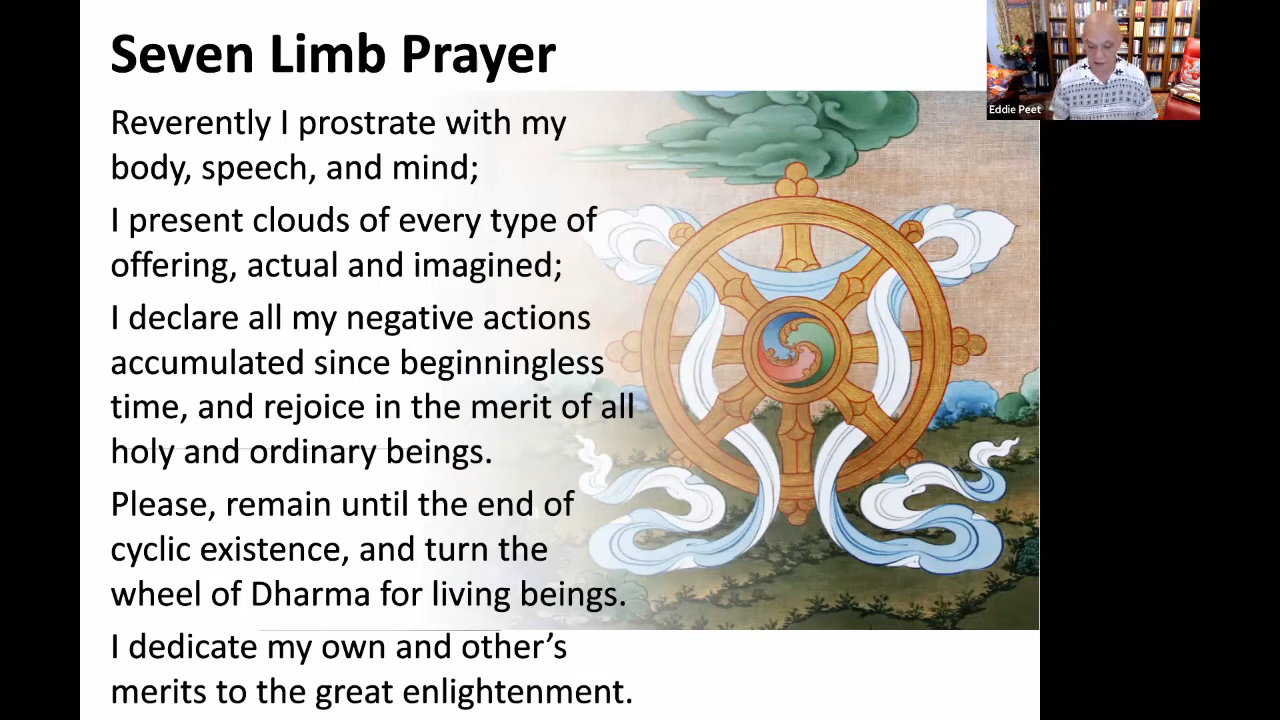 Seven Limb Prayer
Eddie Peet
Reverently I prostrate with my
body, speech, and mind;
I present clouds of every type of
offering, actual and imagined;
I declare all my negative actions
accumulated since beginningless
time, and rejoice in the merit of all
holy and ordinary beings.
Please, remain until the end of
cyclic existence, and turn the
wheel of Dharma for living beings.
I dedicate my own and other’s
merits to the great enlightenment.